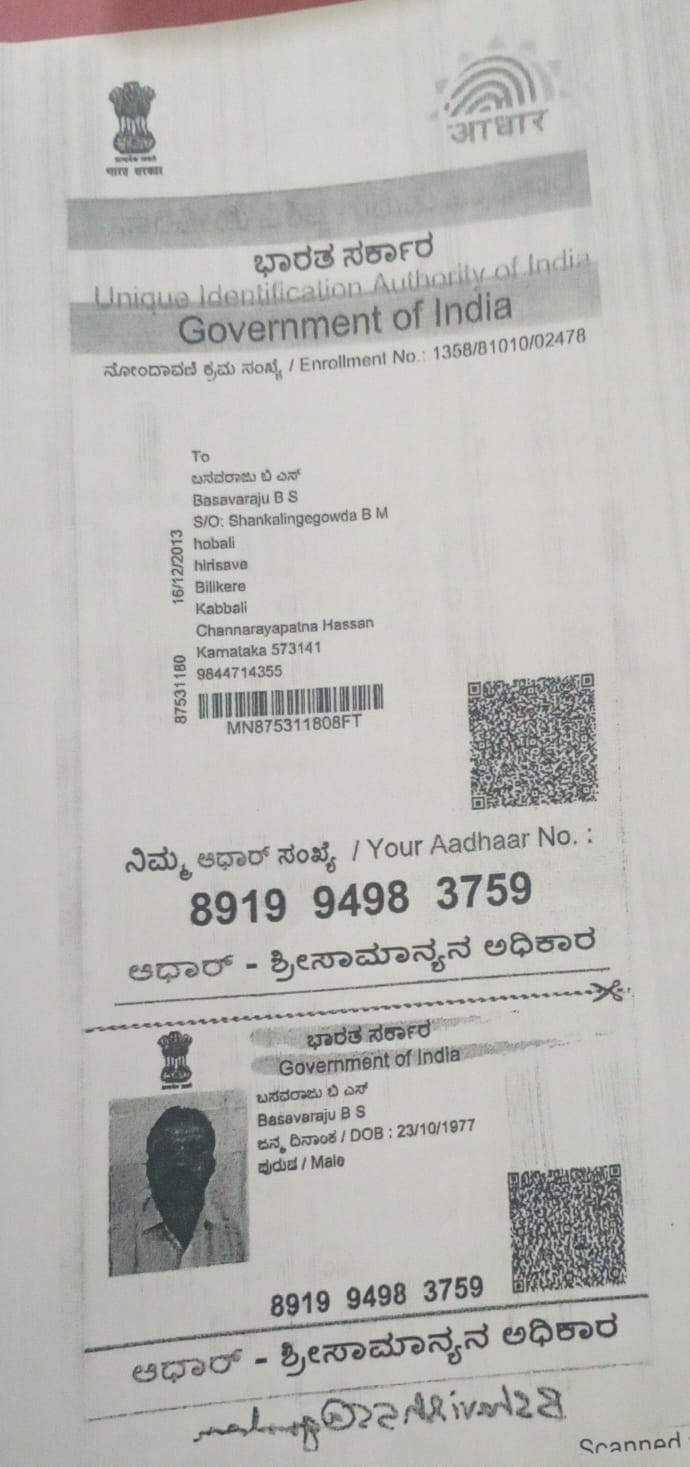 आधार
भारत सरकार
ಭಾರತ ಸರ್ಕಾರ
Unique Identification Authority of India
Government of India
ನೋಂದಾವಣಿ ಕ್ರಮ ಸಂಖ್ಯೆ / Enrollment No.: 1358/81010/02478
To
ಬಸವರಾಜು ಬಿ ಎಸ್
Basavaraju B S
S/O: Shankalingegowda B M
hobali
hirisave
Bilikere
Kabbali
Channarayapatna Hassan
Karnataka 573141
9844714355
87531180 16/12/2013
MN875311808FT
ನಿಮ್ಮ ಆಧಾರ್ ಸಂಖ್ಯೆ / Your Aadhaar No. :
8919 9498 3759
ಆಧಾರ್ - ಶ್ರೀಸಾಮಾನ್ಯನ ಅಧಿಕಾರ
ಭಾರತ ಸರ್ಕಾರ
Government of India
ಬಸವರಾಜು ಬಿ ಎಸ್
Basavaraju B S
ಜನ್ಮ ದಿನಾಂಕ / DOB : 23/10/1977
ಪುರುಷ / Male
8919 9498 3759
ಆಧಾರ್ - ಶ್ರೀಸಾಮಾನ್ಯನ ಅಧಿಕಾರ
Scanned